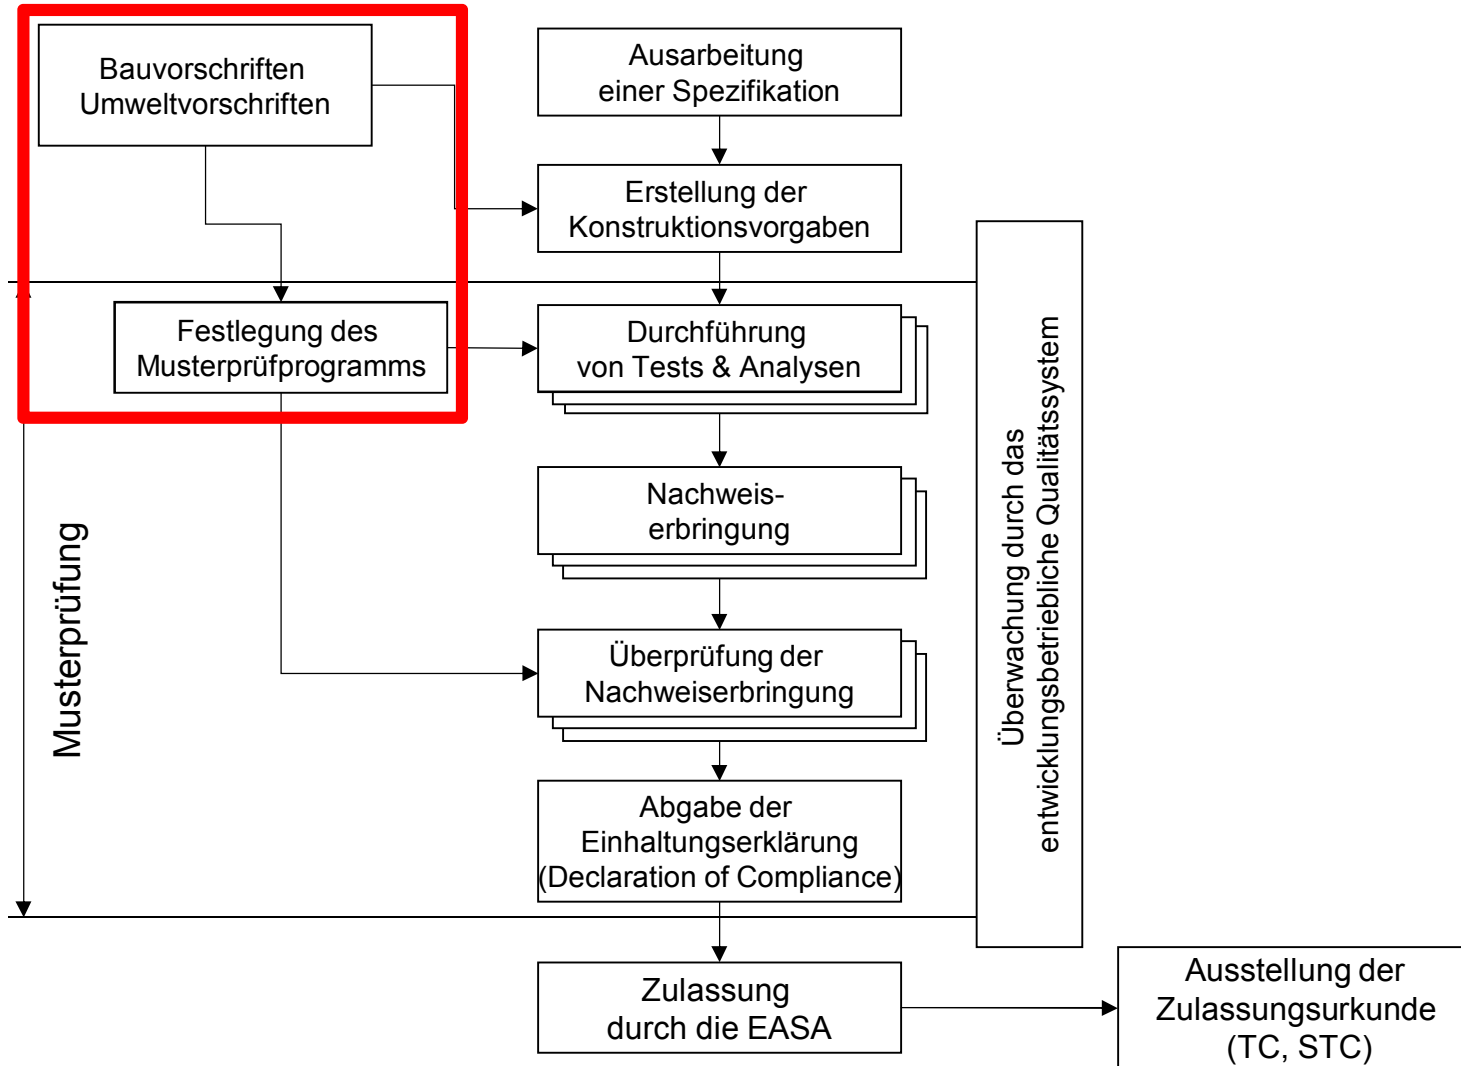 Bauvorschriften
Umweltvorschriften
Ausarbeitung
einer Spezifikation
Erstellung der
Konstruktionsvorgaben
Festlegung des
Musterprüfprogramms
Durchführung
von Tests & Analysen
Nachweis-
erbringung
Überprüfung der
Nachweiserbringung
Abgabe der
Einhaltungserklärung
(Declaration of Compliance)
Zulassung
durch die EASA
Ausstellung der
Zulassungsurkunde
(TC, STC)
Musterprüfung
Überwachung durch das
entwicklungsbetriebliche Qualitätssystem